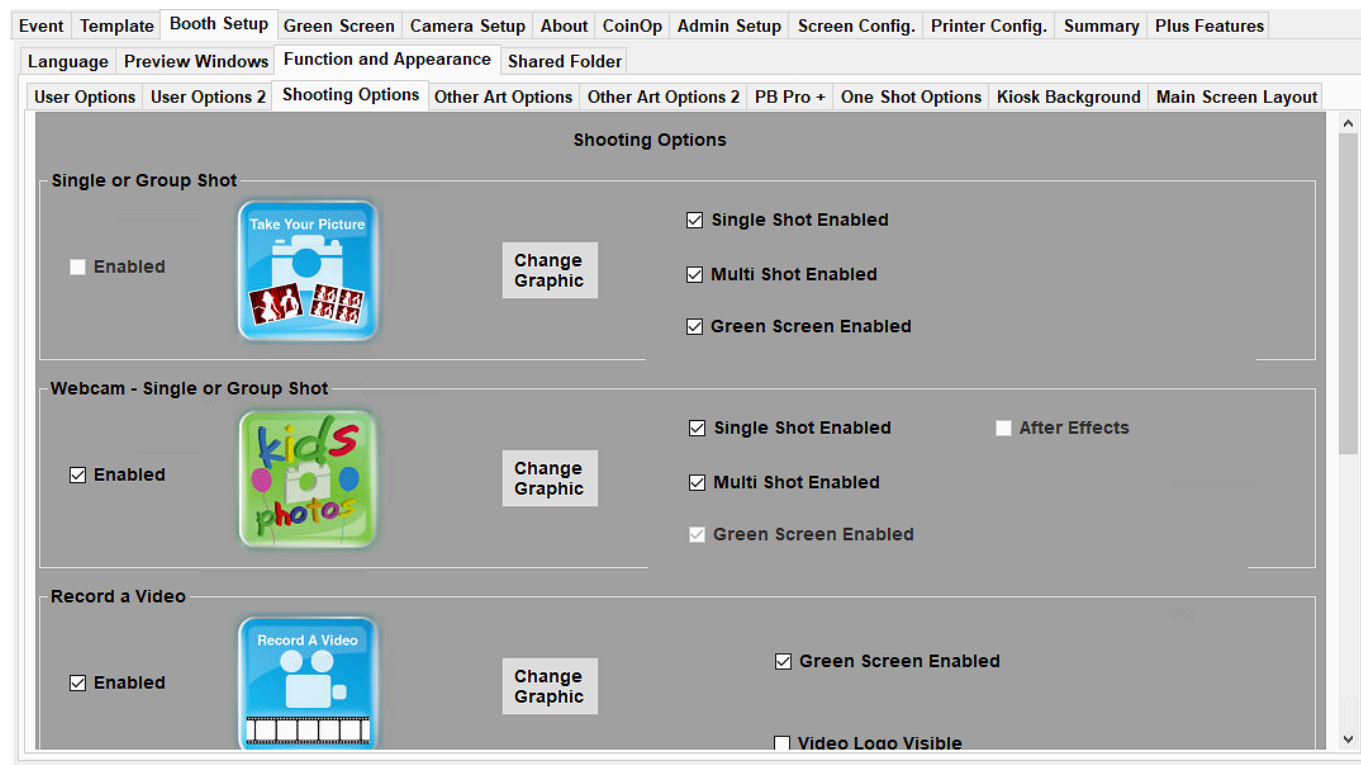 Event Template Booth Setup Green Screen Camera Setup About CoinOp Admin Setup Screen Config. Printer Config. Summary Plus Features
Language Preview Windows Function and Appearance Shared Folder
User Options User Options 2 Shooting Options Other Art Options Other Art Options 2 PB Pro + One Shot Options Kiosk Background Main Screen Layout
Shooting Options
Single or Group Shot
Enabled
Take Your Picture
Change
Graphic
Single Shot Enabled
Multi Shot Enabled
Green Screen Enabled
Webcam - Single or Group Shot
Enabled
kids
photos
Change
Graphic
Single Shot Enabled
After Effects
Multi Shot Enabled
Green Screen Enabled
Record a Video
Enabled
Record A Video
Change
Graphic
Green Screen Enabled
Video Logo Visible